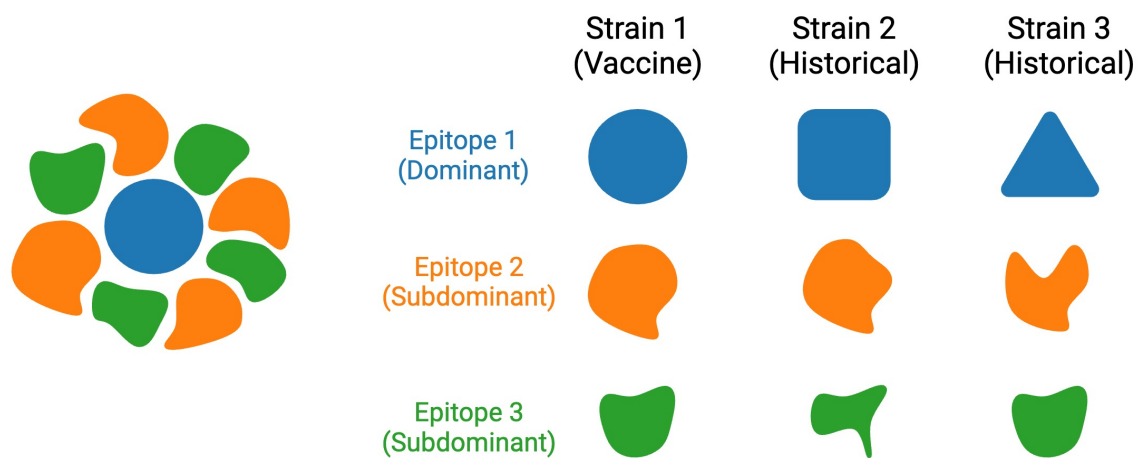 Strain 1
(Vaccine)
Strain 2
(Historical)
Strain 3
(Historical)
Epitope 1
(Dominant)
Epitope 2
(Subdominant)
Epitope 3
(Subdominant)